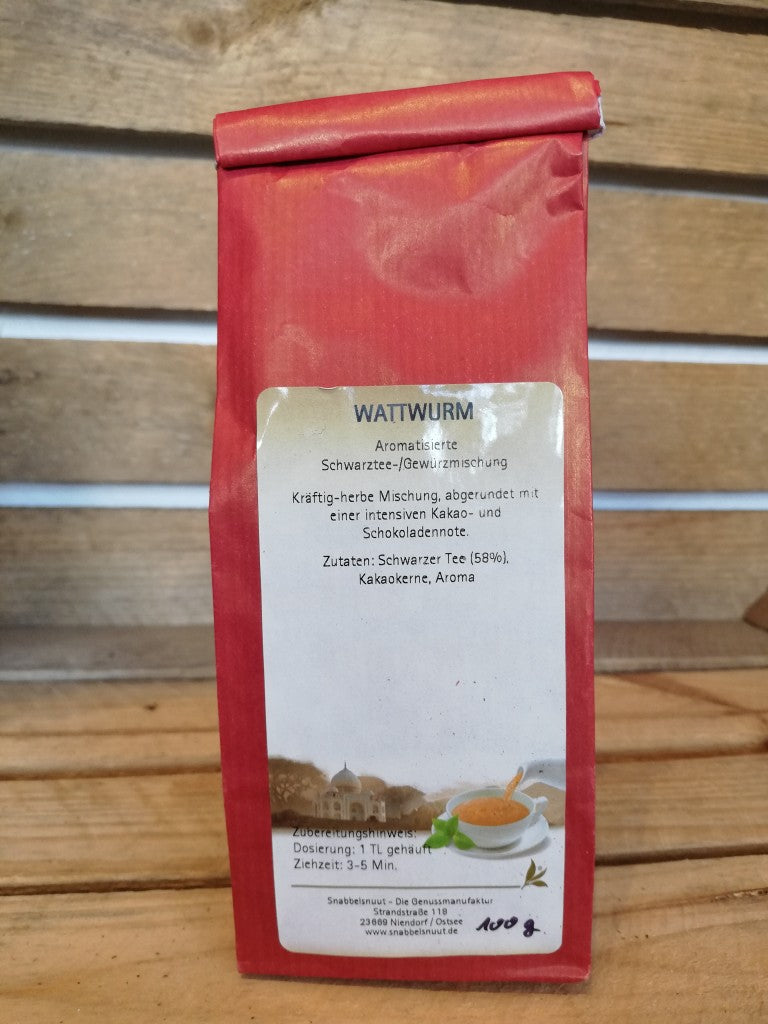 WATTWURM
Aromatisierte
Schwarztee-/Gewürzmischung
Kräftig-herbe Mischung, abgerundet mit
einer intensiven Kakao- und
Schokoladennote.
Zutaten: Schwarzer Tee (58%),
Kakaokerne, Aroma
Zubereitungshinweis:
Dosierung: 1 TL gehäuft
Ziehzeit: 3-5 Min.
Snabbelsnuut - Die Genussmanufaktur
Strandstraße 118
23669 Niendorf / Ostsee
www.snabbelsnuut.de
100 g